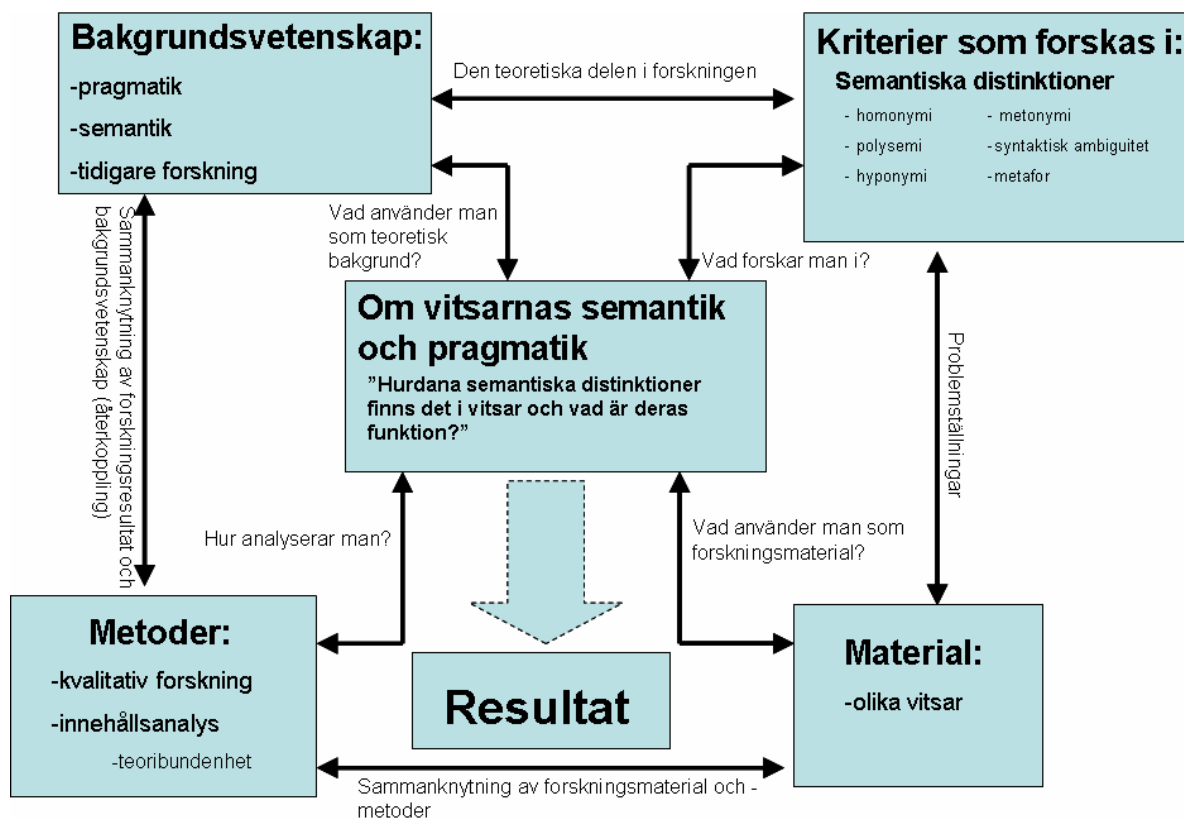 Bakgrundsvetenskap:
-pragmatik
-semantik
-tidigare forskning
Den teoretiska delen i forskningen
Kriterier som forskas i:
Semantiska distinktioner
- homonymi
- polysemi
- hyponymi
- metonymi
-syntaktisk ambiguitet
-metafor
Sammanknytning av forskningsresultat och
bakgrundsvetenskap (återkoppling)
Vad använder man
som teoretisk
bakgrund?
Vad forskar man i?
Om vitsarnas semantik
och pragmatik
”Hurdana semantiska distinktioner
finns det i vitsar och vad är deras
funktion?”
Problemställningar
Hur analyserar man?
Vad använder man som
forskningsmaterial?
Metoder:
-kvalitativ forskning
-innehållsanalys
-teoribundenhet
Resultat
Material:
-olika vitsar
Sammanknytning av forskningsmaterial och -
metoder